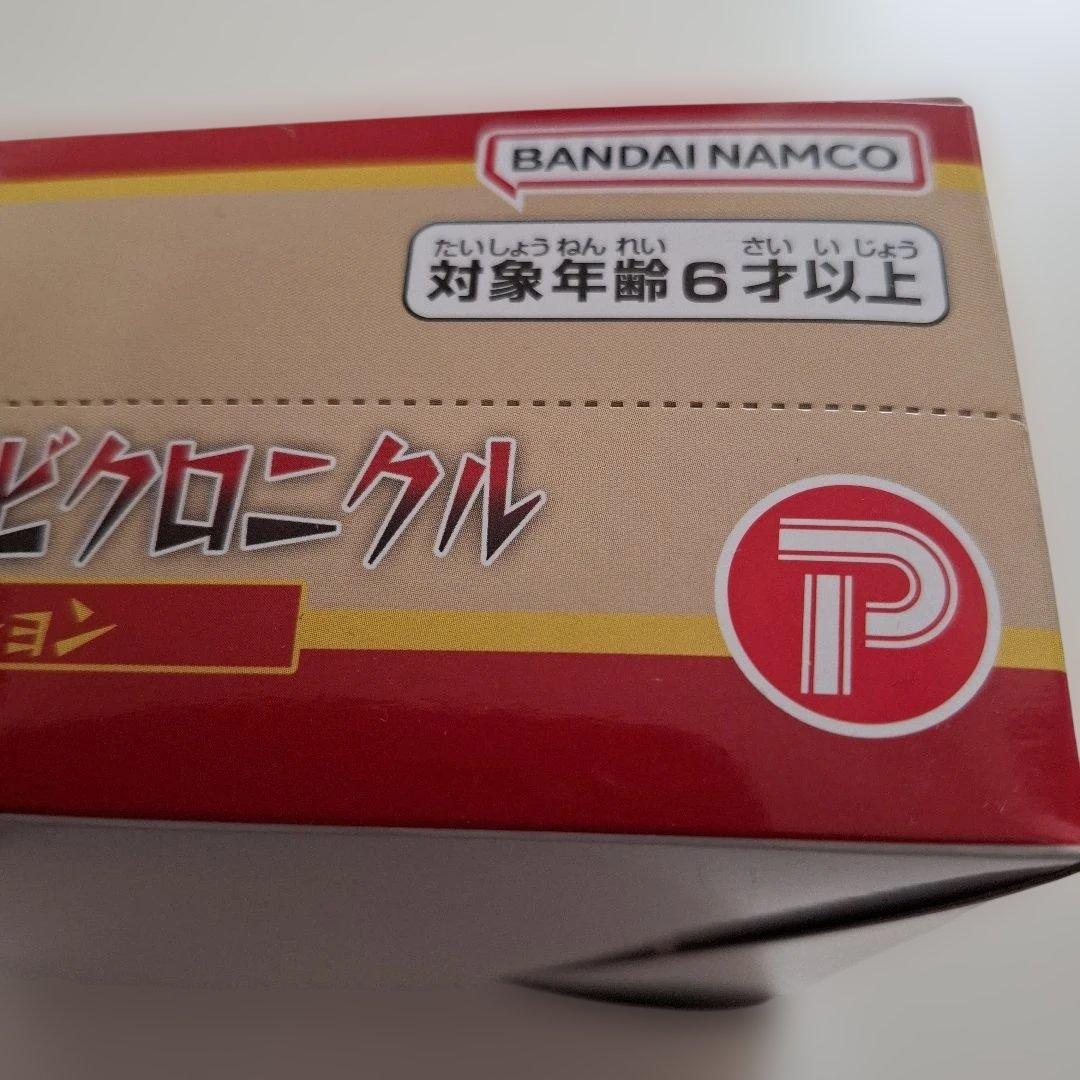 BANDAI NAMCO
たいしょうねんれい さいいじょう
対象年齢6才以上
ビクロニクル
ョン
P